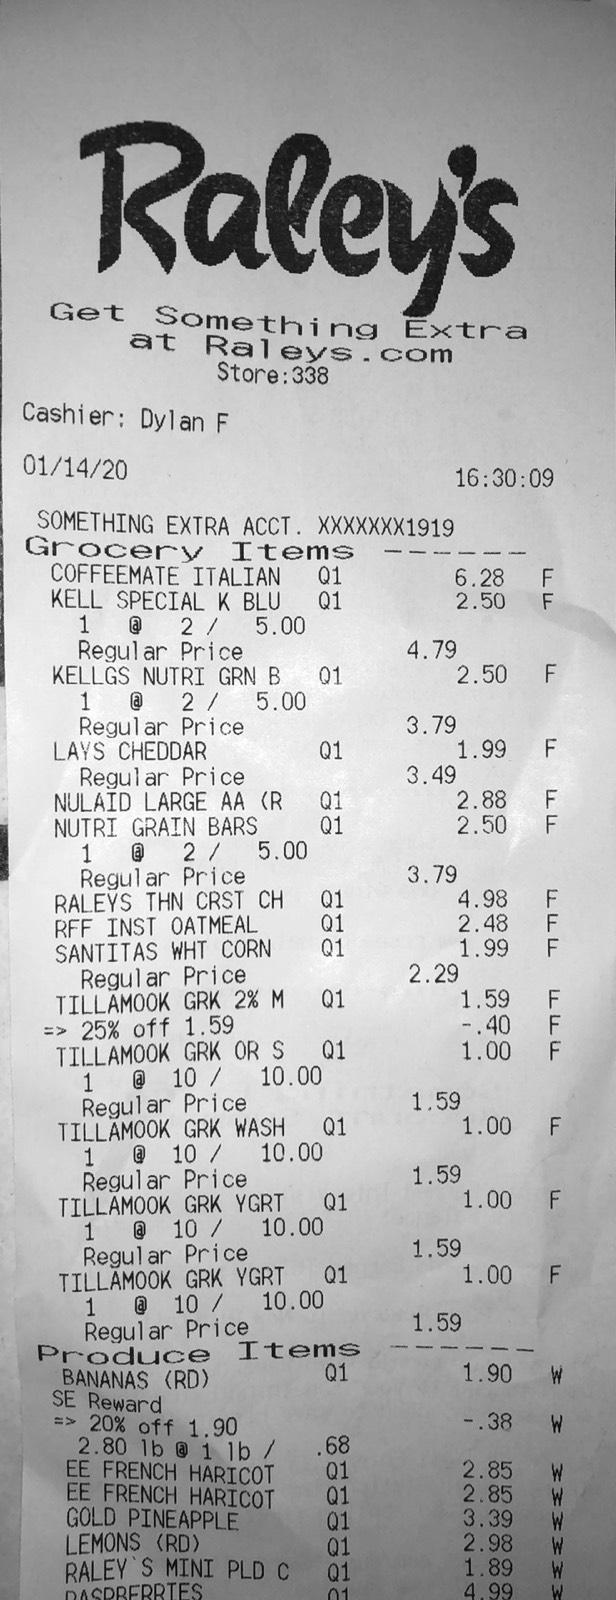 Raley's
Get Something Extra
at Raleys.com
Store:338
Cashier: Dylan F
01/14/20 16:30:09
SOMETHING EXTRA ACCT. XXXXXXX1919
Grocery Items ------
COFFEEMATE ITALIAN Q1 6.28 F
KELL SPECIAL K BLU Q1 2.50 F
1 @ 2 / 5.00
Regular Price 4.79
KELLGS NUTRI GRN B Q1 2.50 F
1 @ 2 / 5.00
Regular Price 3.79
LAYS CHEDDAR Q1 1.99 F
Regular Price 3.49
NULAID LARGE AA (R Q1 2.88 F
NUTRI GRAIN BARS Q1 2.50 F
1 @ 2 / 5.00
Regular Price 3.79
RALEYS THN CRST CH Q1 4.98 F
RFF INST OATMEAL Q1 2.48 F
SANTITAS WHT CORN Q1 1.99 F
Regular Price 2.29
TILLAMOOK GRK 2% M Q1 1.59 F
=> 25% off 1.59 -.40 F
TILLAMOOK GRK OR S Q1 1.00 F
1 @ 10 / 10.00
Regular Price 1.59
TILLAMOOK GRK WASH Q1 1.00 F
1 @ 10 / 10.00
Regular Price 1.59
TILLAMOOK GRK YGRT Q1 1.00 F
1 @ 10 / 10.00
Regular Price 1.59
TILLAMOOK GRK YGRT Q1 1.00 F
1 @ 10 / 10.00
Regular Price 1.59
Produce Items ------
BANANAS (RD) Q1 1.90 W
SE Reward
=> 20% off 1.90 -.38 W
2.80 lb @ 1 lb / .68
EE FRENCH HARICOT Q1 2.85 W
EE FRENCH HARICOT Q1 2.85 W
GOLD PINEAPPLE Q1 3.39 W
LEMONS (RD) Q1 2.98 W
RALEY`S MINI PLD C Q1 1.89 W
RASPBERRIES Q1 4.99 W